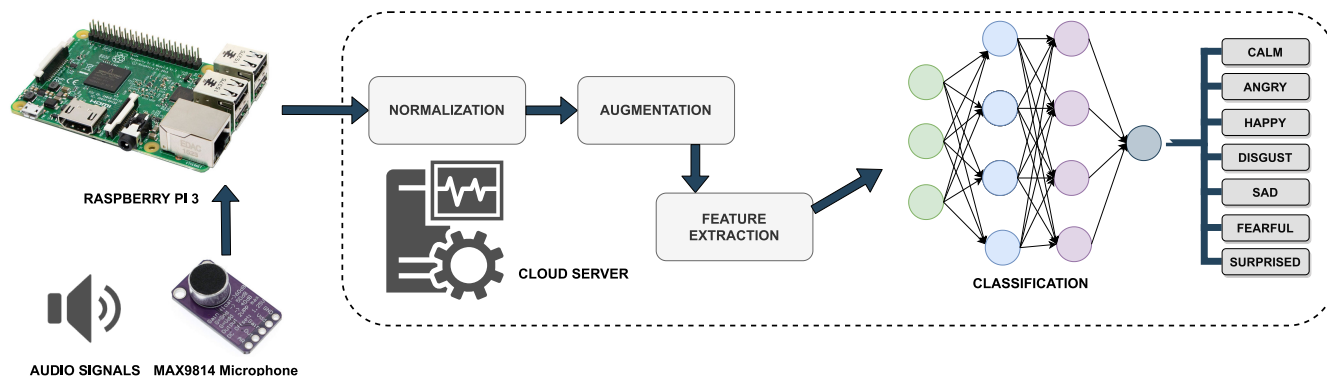 NORMALIZATION
AUGMENTATION
FEATURE
EXTRACTION
CLOUD SERVER
CLASSIFICATION
CALM
ANGRY
HAPPY
DISGUST
SAD
FEARFUL
SURPRISED
RASPBERRY PI 3
HDMI
AUDIO SIGNALS
MAX9814 Microphone